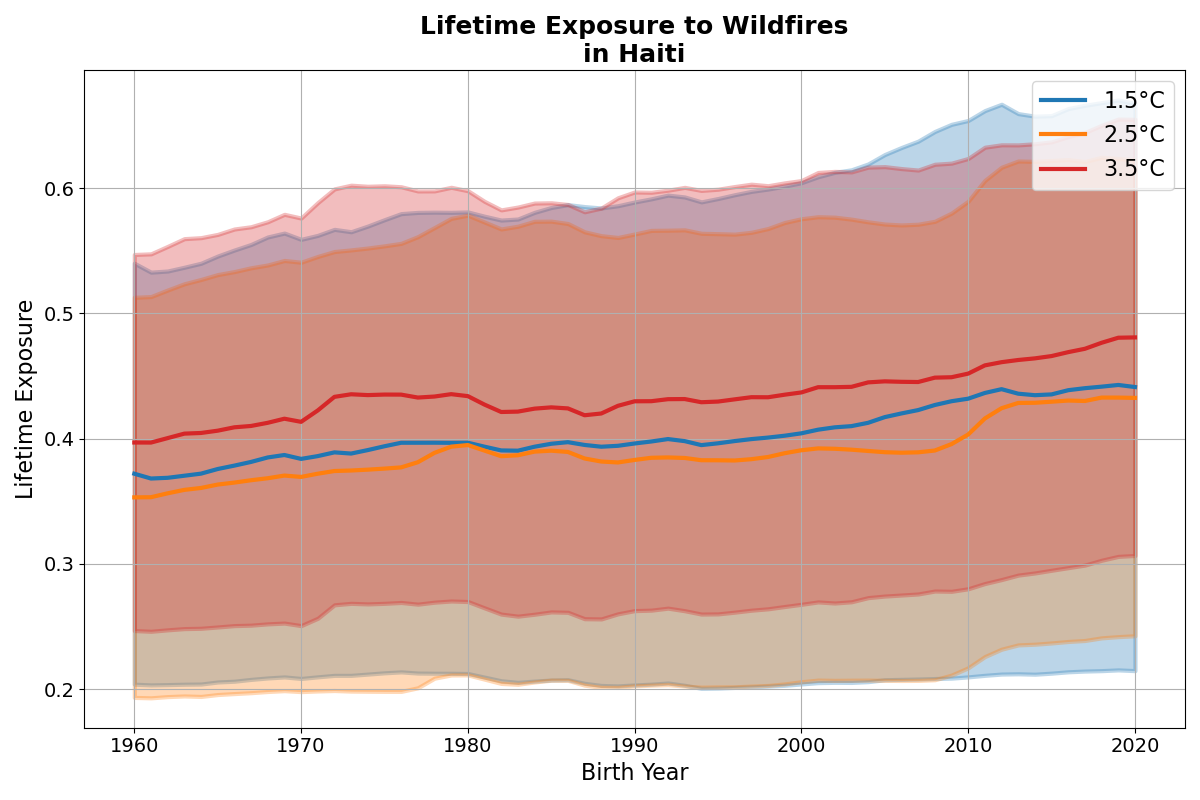 Lifetime Exposure to Wildfires
in Haiti
1.5°C
2.5°C
3.5°C
Lifetime Exposure
0.6
0.5
0.4
0.3
0.2
1960 1970 1980 1990 2000 2010 2020
Birth Year